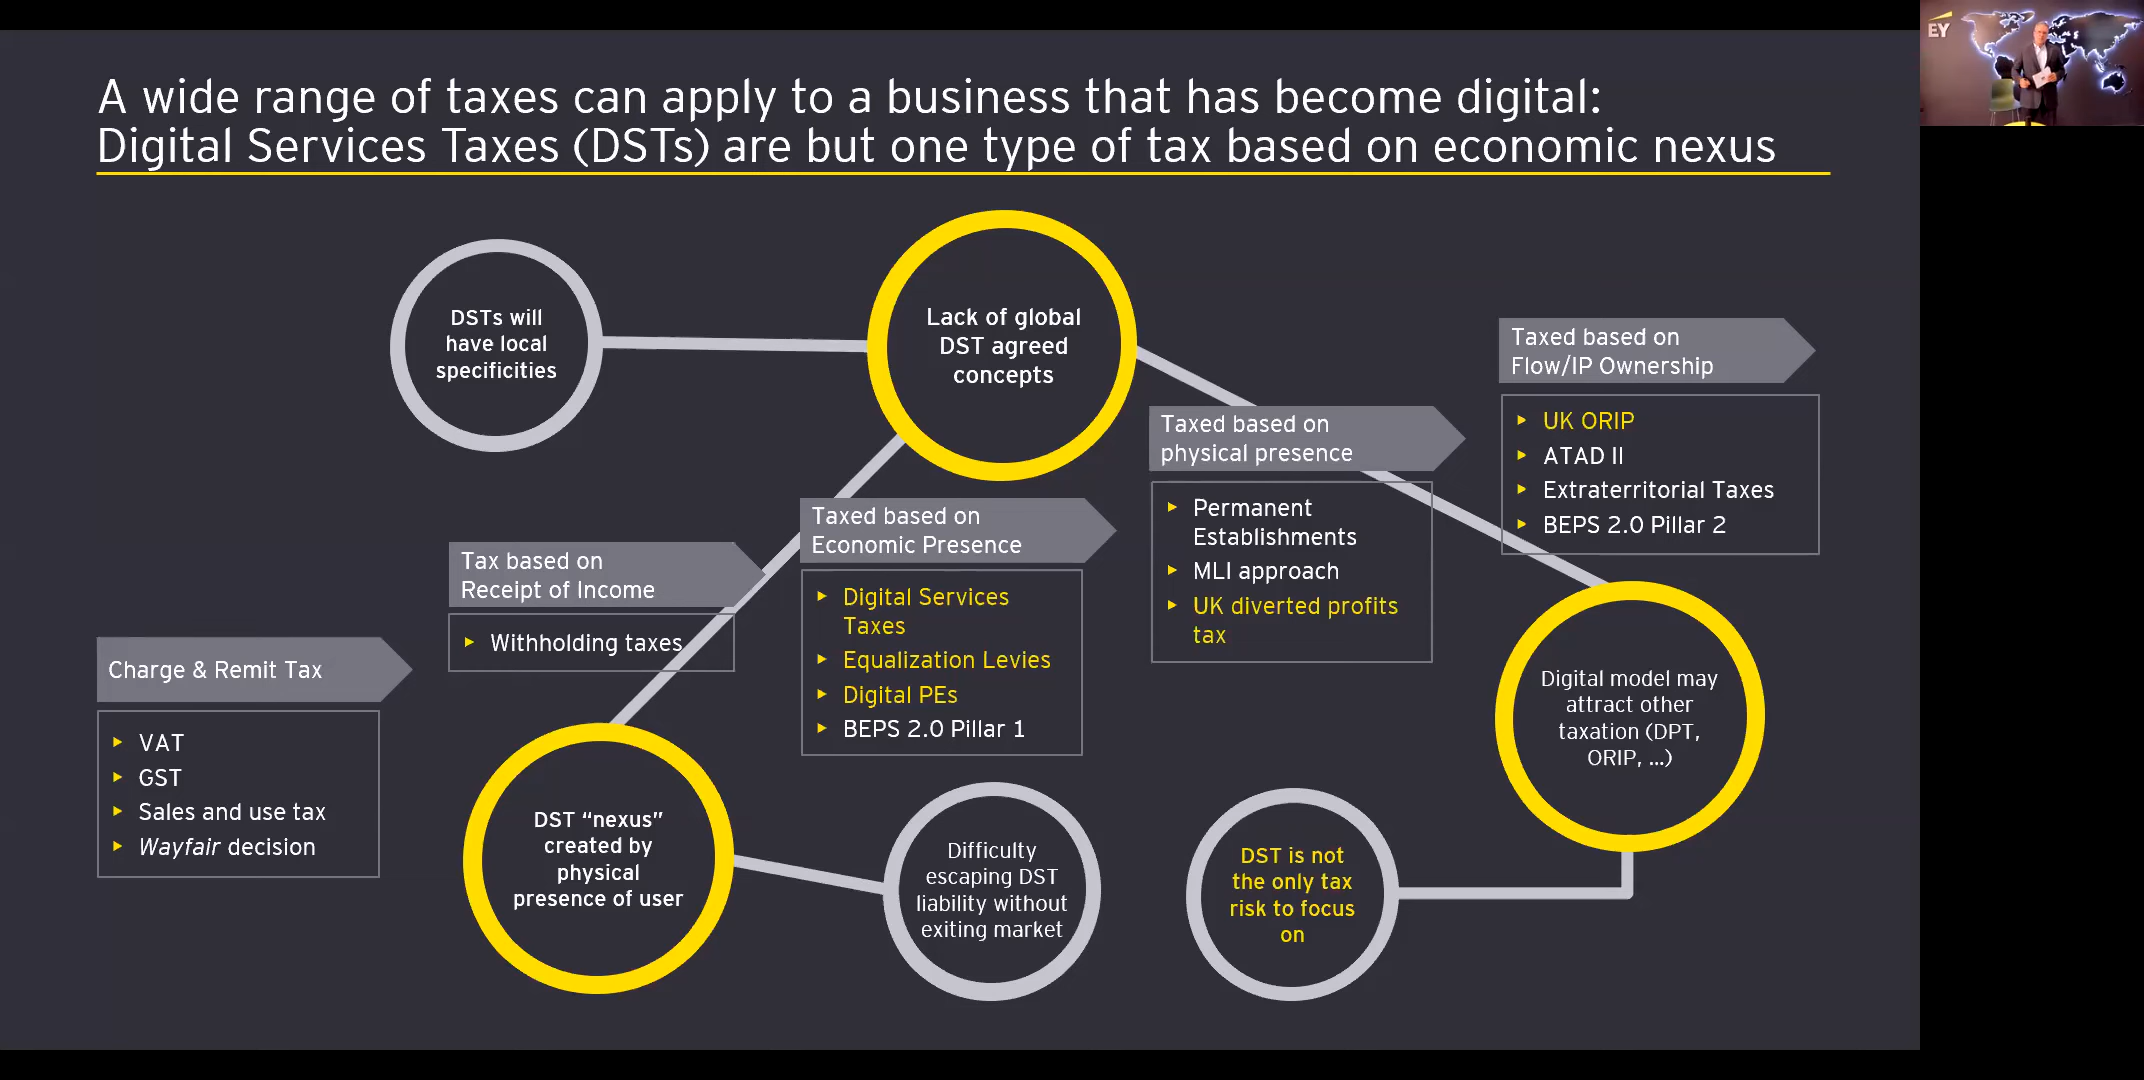 A wide range of taxes can apply to a business that has become digital:
Digital Services Taxes (DSTs) are but one type of tax based on economic nexus
EY
DSTs will
have local
specificities
Lack of global
DST agreed
concepts
Taxed based on
Flow/IP Ownership
UK ORIP
ATAD II
Extraterritorial Taxes
BEPS 2.0 Pillar 2
Taxed based on
physical presence
Permanent
Establishments
MLI approach
UK diverted profits
tax
Taxed based on
Economic Presence
Digital Services
Taxes
Equalization Levies
Digital PEs
BEPS 2.0 Pillar 1
Tax based on
Receipt of Income
Withholding taxes
Charge & Remit Tax
VAT
GST
Sales and use tax
Wayfair decision
DST “nexus”
created by
physical
presence of user
Difficulty
escaping DST
liability without
exiting market
DST is not
the only tax
risk to focus
on
Digital model may
attract other
taxation (DPT,
ORIP, …)